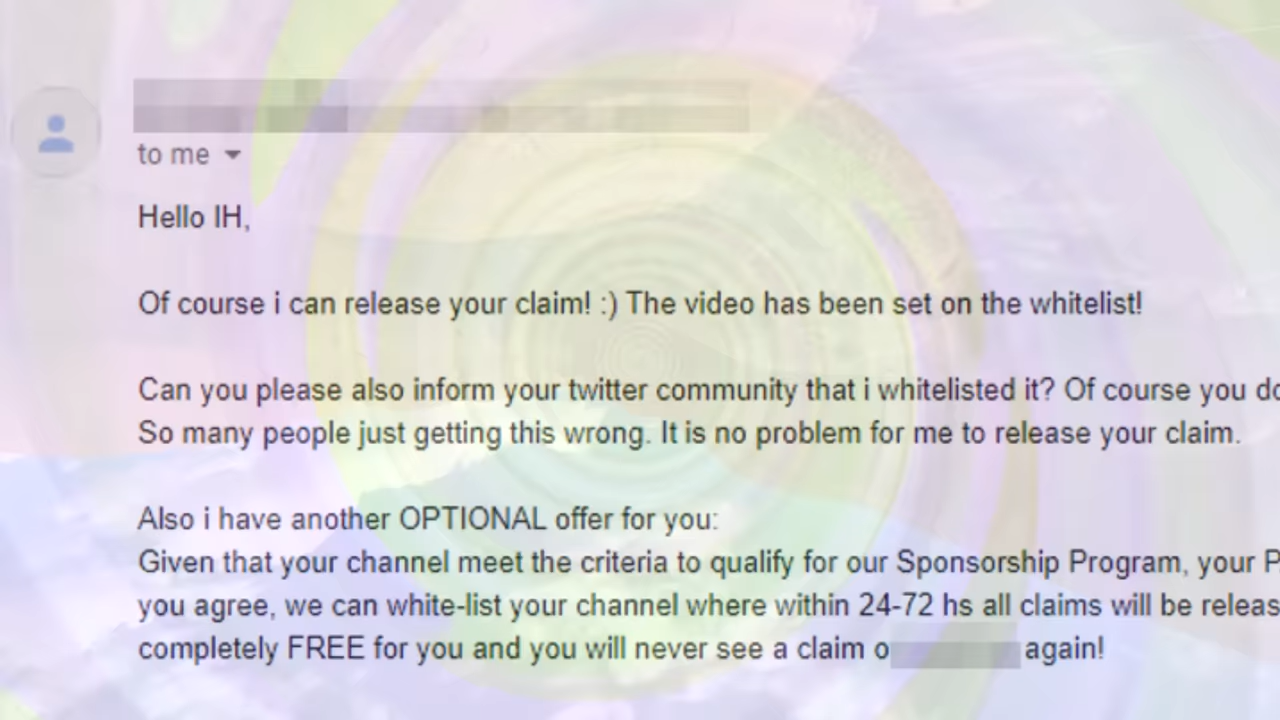 to me
Hello IH,
Of course i can release your claim! :) The video has been set on the whitelist!
Can you please also inform your twitter community that i whitelisted it? Of course you
So many people just getting this wrong. It is no problem for me to release your claim.
Also i have another OPTIONAL offer for you:
Given that your channel meet the criteria to qualify for our Sponsorship Program, your
you agree, we can white-list your channel where within 24-72 hs all claims will be
completely FREE for you and you will never see a claim again!